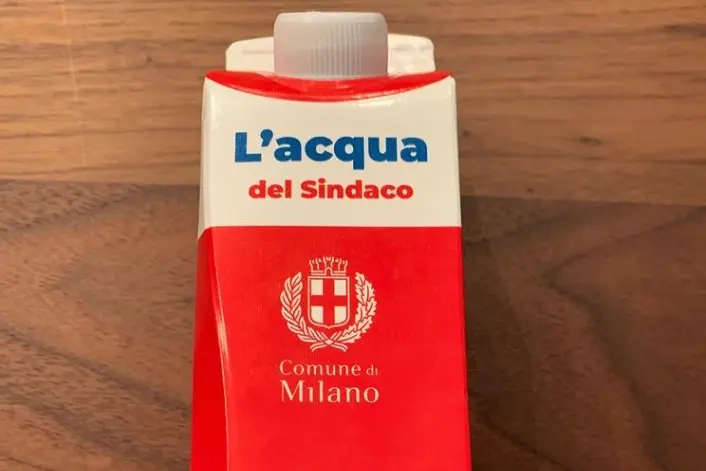 L'acqua
del Sindaco
Comune di
Milano